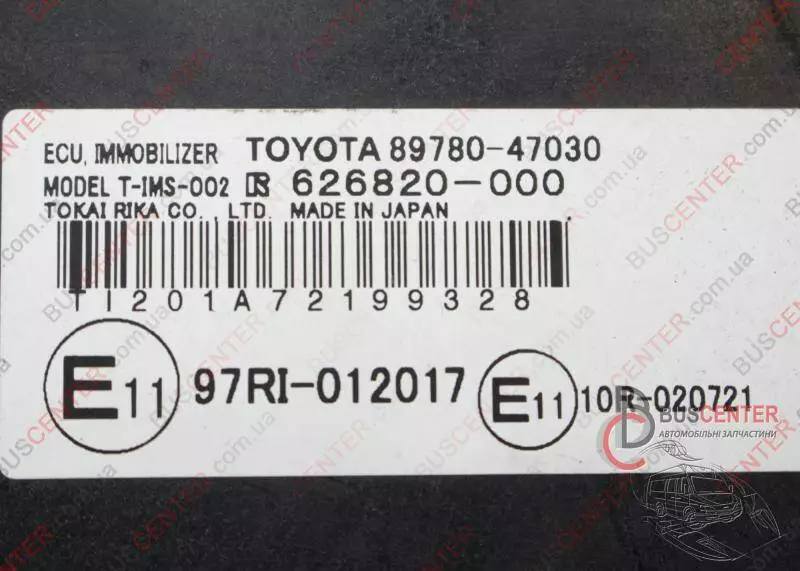 ECU, IMMOBILIZER TOYOTA 89780-47030
MODEL T-IMS-002 626820-000
TOKAI RIKA CO., LTD. MADE IN JAPAN
TI201A72199328
E11 97RI-012017 E11 10R-020721
BUSCENTER
АВТОМОБІЛЬНІ ЗАПЧАСТИНИ
BUSCENTER.com.ua